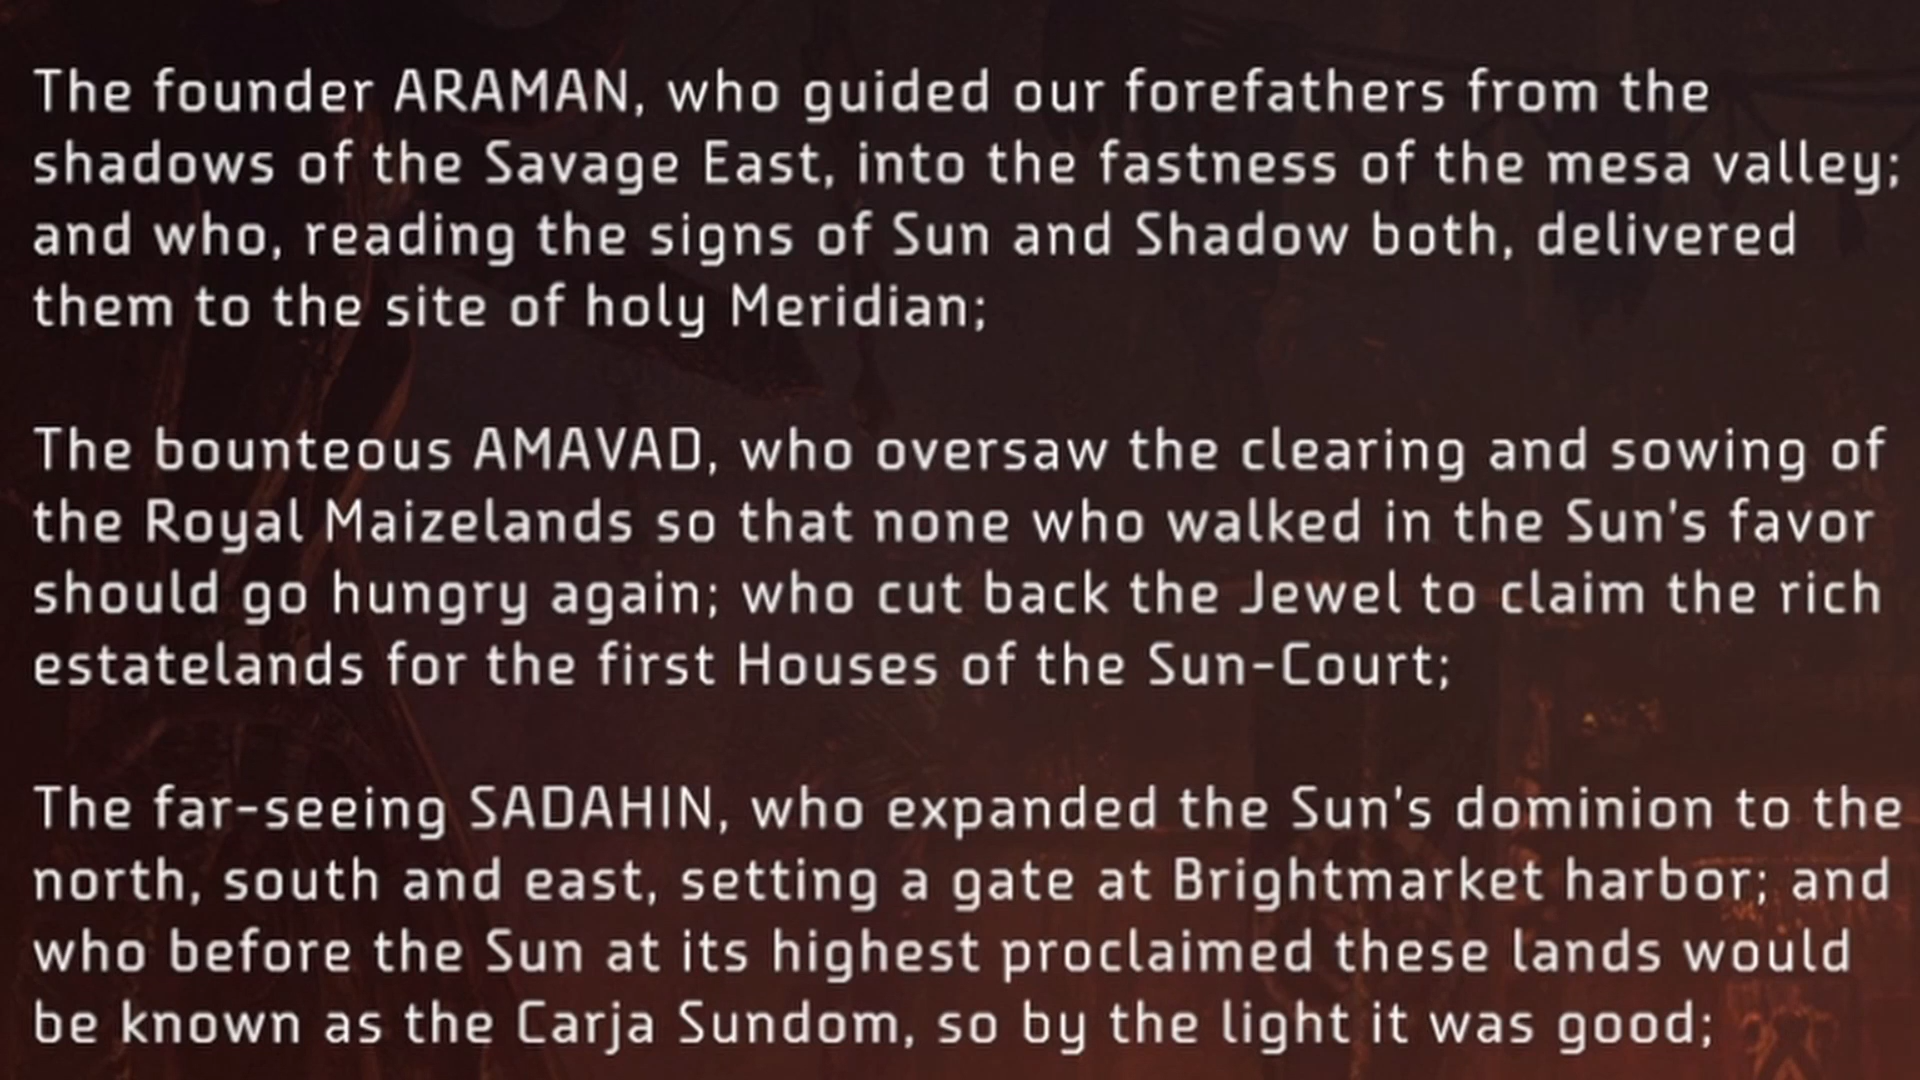 The founder ARAMAN, who guided our forefathers from the
shadows of the Savage East, into the fastness of the mesa valley;
and who, reading the signs of Sun and Shadow both, delivered
them to the site of holy Meridian;
The bounteous AMAVAD, who oversaw the clearing and sowing of
the Royal Maizelands so that none who walked in the Sun's favor
should go hungry again; who cut back the Jewel to claim the rich
estatelands for the first Houses of the Sun-Court;
The far-seeing SADAHIN, who expanded the Sun's dominion to the
north, south and east, setting a gate at Brightmarket harbor; and
who before the Sun at its highest proclaimed these lands would
be known as the Carja Sundom, so by the light it was good;